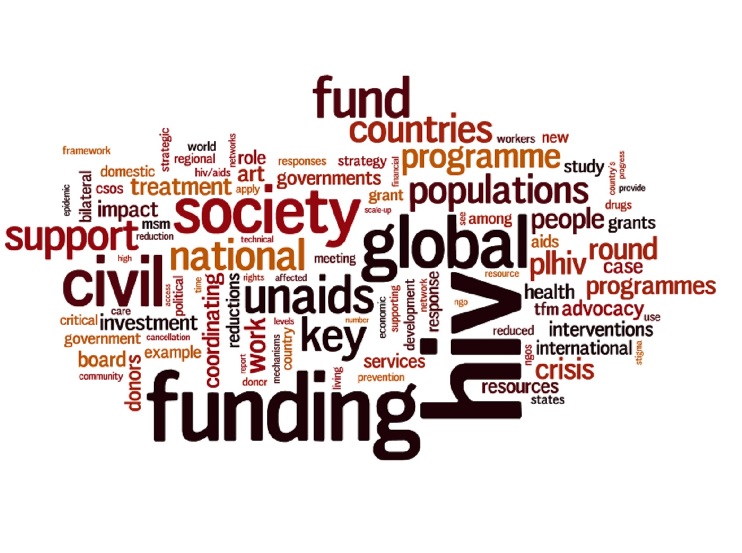 fund
countries
workers
new
strategic
networks
world
regional
role
responses
strategy
financial
programme
study
country's
progress
framework
domestic
hiv/aids
art
governments
epidemic
bilateral
csos
treatment
apply
grant
populations
provide
impact
msm
society
scale-up
see
among
people
drugs
grants
support
reduction
technical
global
aids
round
national
meeting
plhiv
case
high
civil
access
political
time
coordinating
reductions
rights
affected
unaids
economic
supporting
development
network
response
resource
hiv
health
programmes
care
ngo
tfm
advocacy
use
critical
investment
work
levels
key
number
reduced
interventions
government
cancellation
mechanisms
country
ngos
international
stigma
board
example
report
services
crisis
community
donors
donor
living
prevention
resources
funding
states